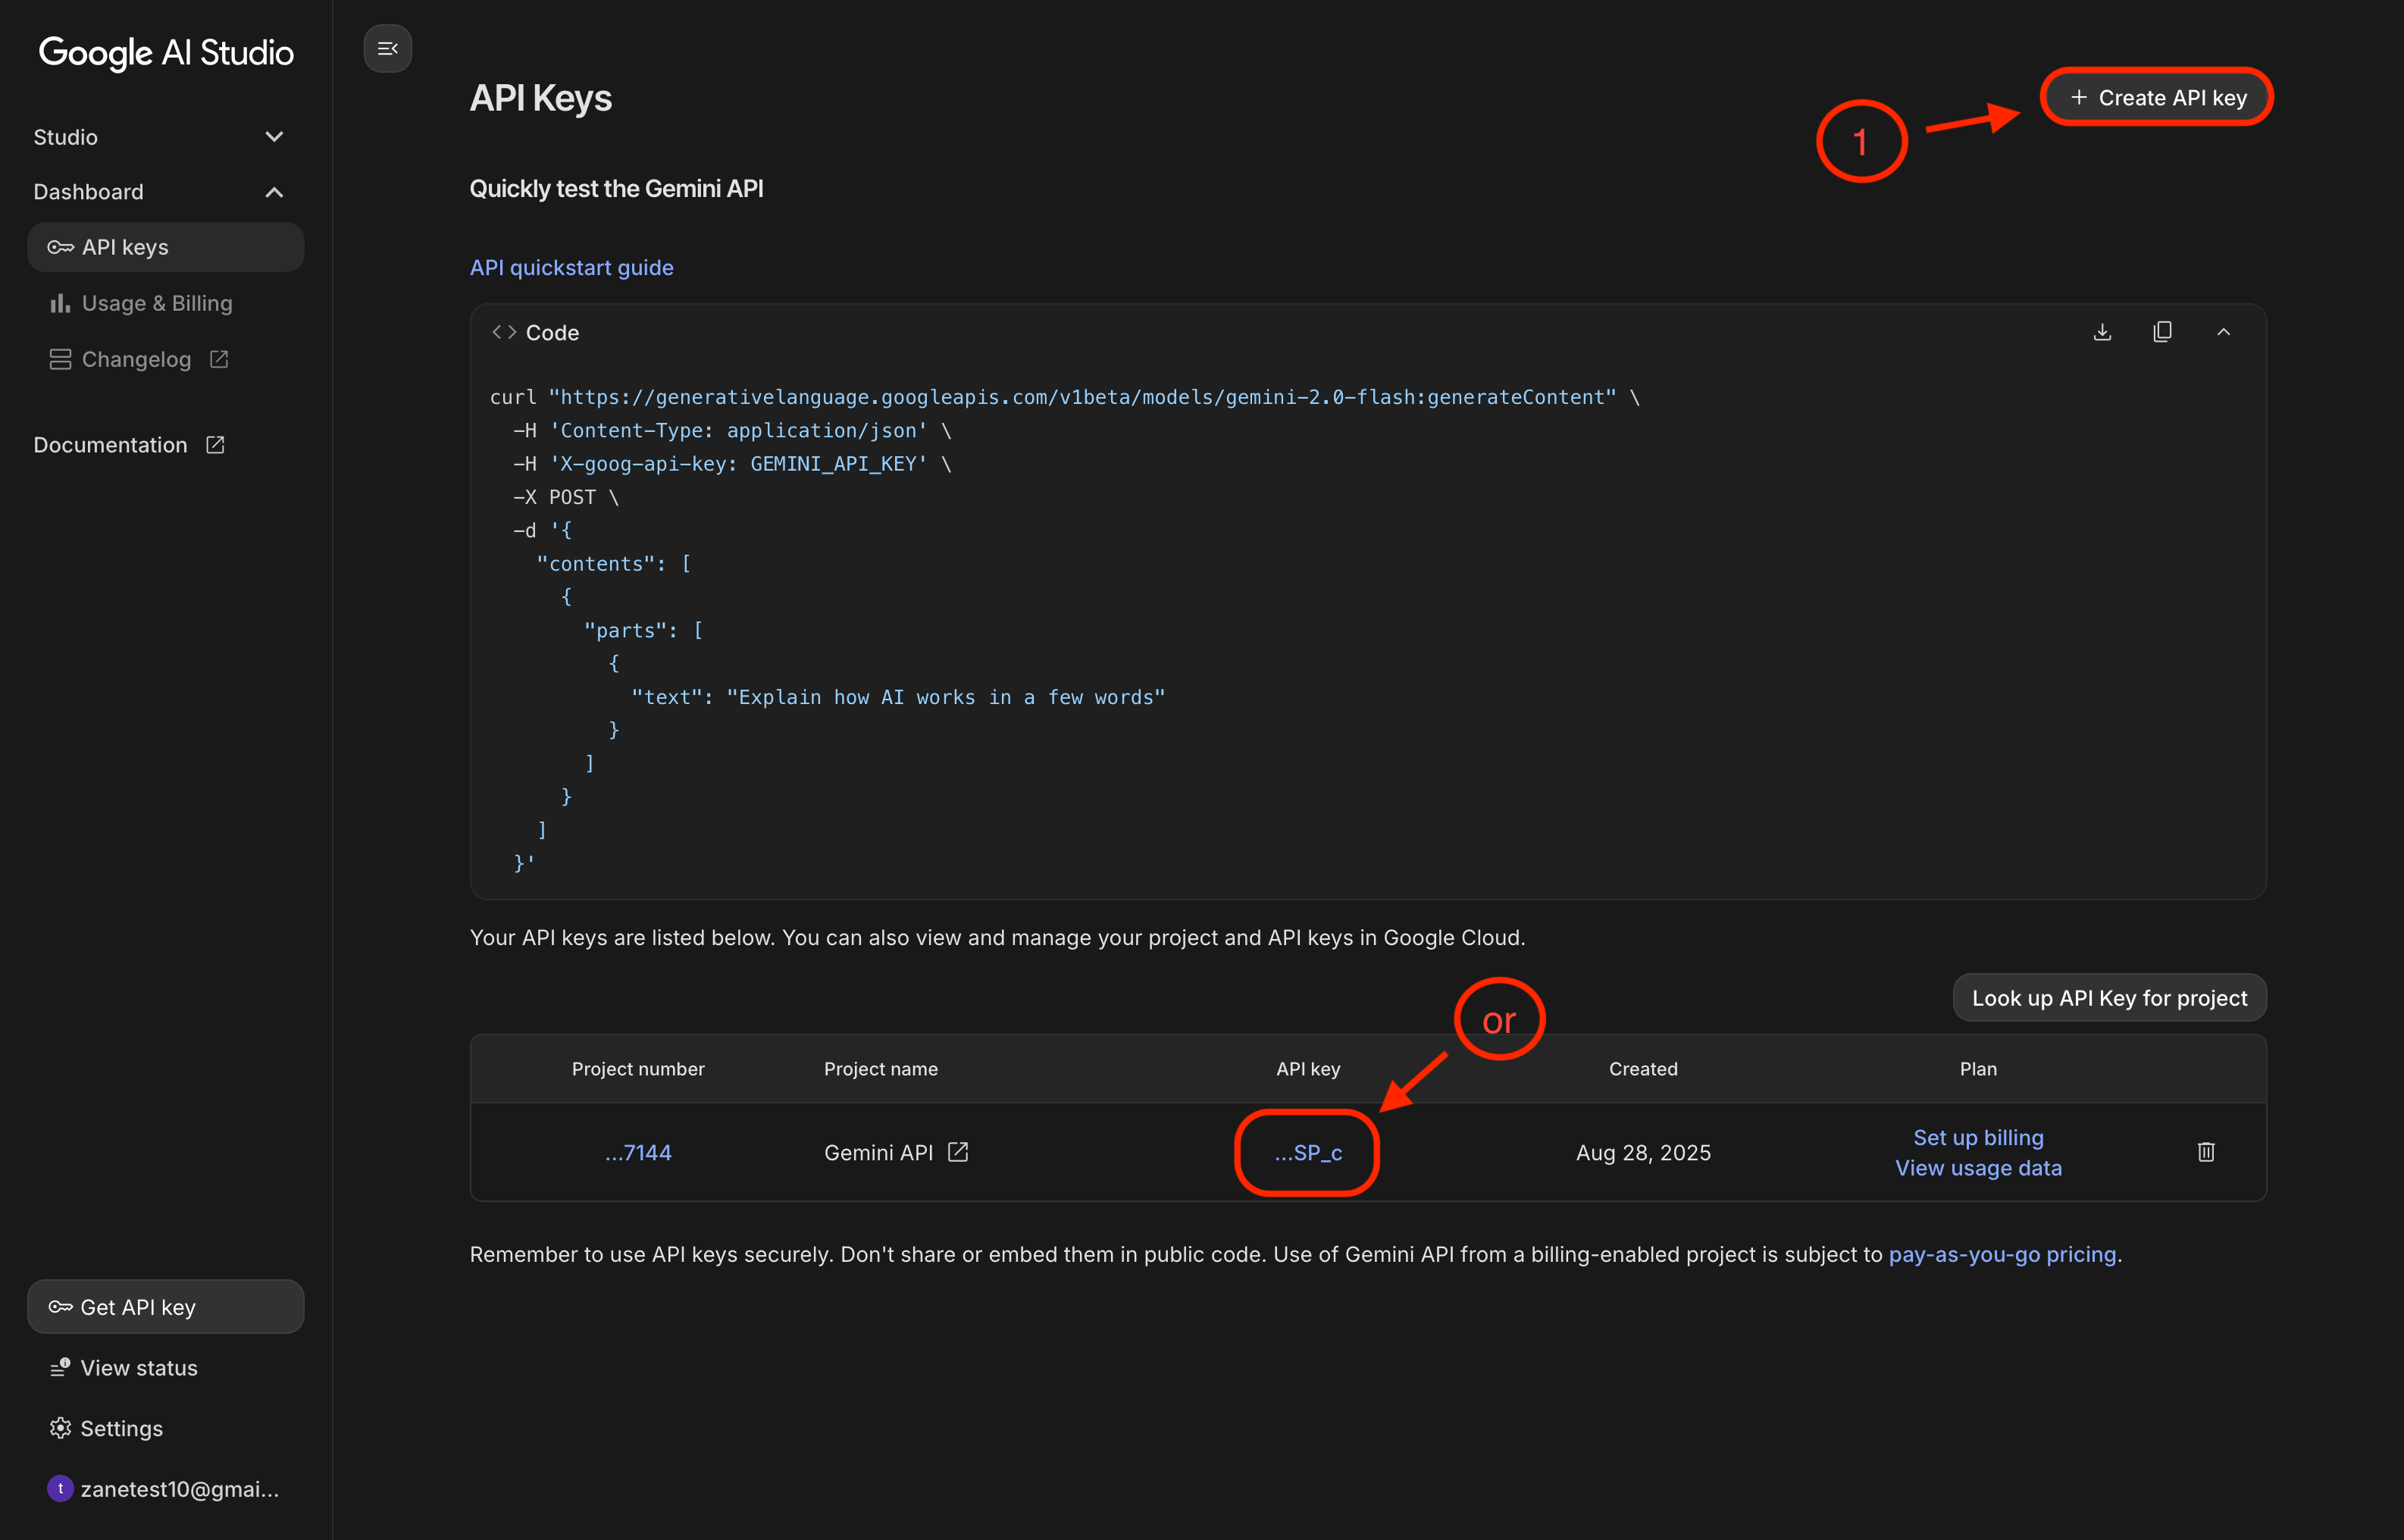 Google AI Studio
Studio
Dashboard
API keys
Usage & Billing
Changelog
Documentation
Get API key
View status
Settings
t
zanetest10@gmai...
API Keys
1
+ Create API key
Quickly test the Gemini API
API quickstart guide
<> Code
curl "https://generativelanguage.googleapis.com/v1beta/models/gemini-2.0-flash:generateContent" \
  -H 'Content-Type: application/json' \
  -H 'X-goog-api-key: GEMINI_API_KEY' \
  -X POST \
  -d '{
    "contents": [
      {
        "parts": [
          {
            "text": "Explain how AI works in a few words"
          }
        ]
      }
    ]
  }'
Your API keys are listed below. You can also view and manage your project and API keys in Google Cloud.
or
Look up API Key for project
Project number Project name API key Created Plan
...7144 Gemini API ...SP_c Aug 28, 2025 Set up billing
View usage data
Remember to use API keys securely. Don't share or embed them in public code. Use of Gemini API from a billing-enabled project is subject to pay-as-you-go pricing.